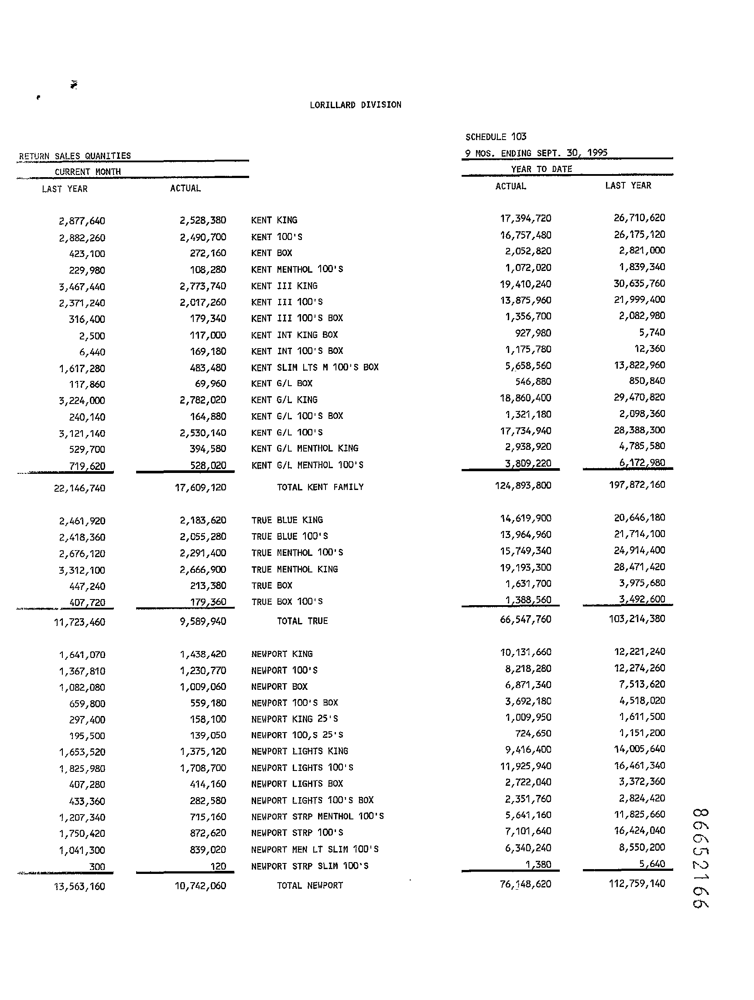 LORILLARD DIVISION
SCHEDULE 103
RETURN SALES QUANITIES 9 MOS. ENDING SEPT. 30, 1995
CURRENT MONTH YEAR TO DATE
LAST YEAR ACTUAL ACTUAL LAST YEAR
2,877,640 2,528,380 KENT KING 17,394,720 26,710,620
2,882,260 2,490,700 KENT 100'S 16,757,480 26,175,120
423,100 272,160 KENT BOX 2,052,820 2,821,000
229,980 108,280 KENT MENTHOL 100'S 1,072,020 1,839,340
3,467,440 2,773,740 KENT III KING 19,410,240 30,635,760
2,371,240 2,017,260 KENT III 100'S 13,875,960 21,999,400
316,400 179,340 KENT III 100'S BOX 1,356,700 2,082,980
2,500 117,000 KENT INT KING BOX 927,980 5,740
6,440 169,180 KENT INT 100'S BOX 1,175,780 12,360
1,617,280 483,480 KENT SLIM LTS M 100'S BOX 5,658,560 13,822,960
117,860 69,960 KENT G/L BOX 546,880 850,840
3,224,000 2,782,020 KENT G/L KING 18,860,400 29,470,820
240,140 164,880 KENT G/L 100'S BOX 1,321,180 2,098,360
3,121,140 2,530,140 KENT G/L 100'S 17,734,940 28,388,300
529,700 394,580 KENT G/L MENTHOL KING 2,938,920 4,785,580
719,620 528,020 KENT G/L MENTHOL 100'S 3,809,220 6,172,980
22,146,740 17,609,120 TOTAL KENT FAMILY 124,893,800 197,872,160
2,461,920 2,183,620 TRUE BLUE KING 14,619,900 20,646,180
2,418,360 2,055,280 TRUE BLUE 100'S 13,964,960 21,714,100
2,676,120 2,291,400 TRUE MENTHOL 100'S 15,749,340 24,914,400
3,312,100 2,666,900 TRUE MENTHOL KING 19,193,300 28,471,420
447,240 213,380 TRUE BOX 1,631,700 3,975,680
407,720 179,360 TRUE BOX 100'S 1,388,560 3,492,600
11,723,460 9,589,940 TOTAL TRUE 66,547,760 103,214,380
1,641,070 1,438,420 NEWPORT KING 10,131,660 12,221,240
1,367,810 1,230,770 NEWPORT 100'S 8,218,280 12,274,260
1,082,080 1,009,060 NEWPORT BOX 6,871,340 7,513,620
659,800 559,180 NEWPORT 100'S BOX 3,692,180 4,518,020
297,400 158,100 NEWPORT KING 25'S 1,009,950 1,611,500
195,500 139,050 NEWPORT 100,S 25'S 724,650 1,151,200
1,653,520 1,375,120 NEWPORT LIGHTS KING 9,416,400 14,005,640
1,825,980 1,708,700 NEWPORT LIGHTS 100'S 11,925,940 16,461,340
407,280 414,160 NEWPORT LIGHTS BOX 2,722,040 3,372,360
433,360 282,580 NEWPORT LIGHTS 100'S BOX 2,351,760 2,824,420
1,207,340 715,160 NEWPORT STRP MENTHOL 100'S 5,641,160 11,825,660
1,750,420 872,620 NEWPORT STRP 100'S 7,101,640 16,424,040
1,041,300 839,020 NEWPORT MEN LT SLIM 100'S 6,340,240 8,550,200
300 120 NEWPORT STRP SLIM 100'S 1,380 5,640
13,563,160 10,742,060 TOTAL NEWPORT 76,148,620 112,759,140
86652166